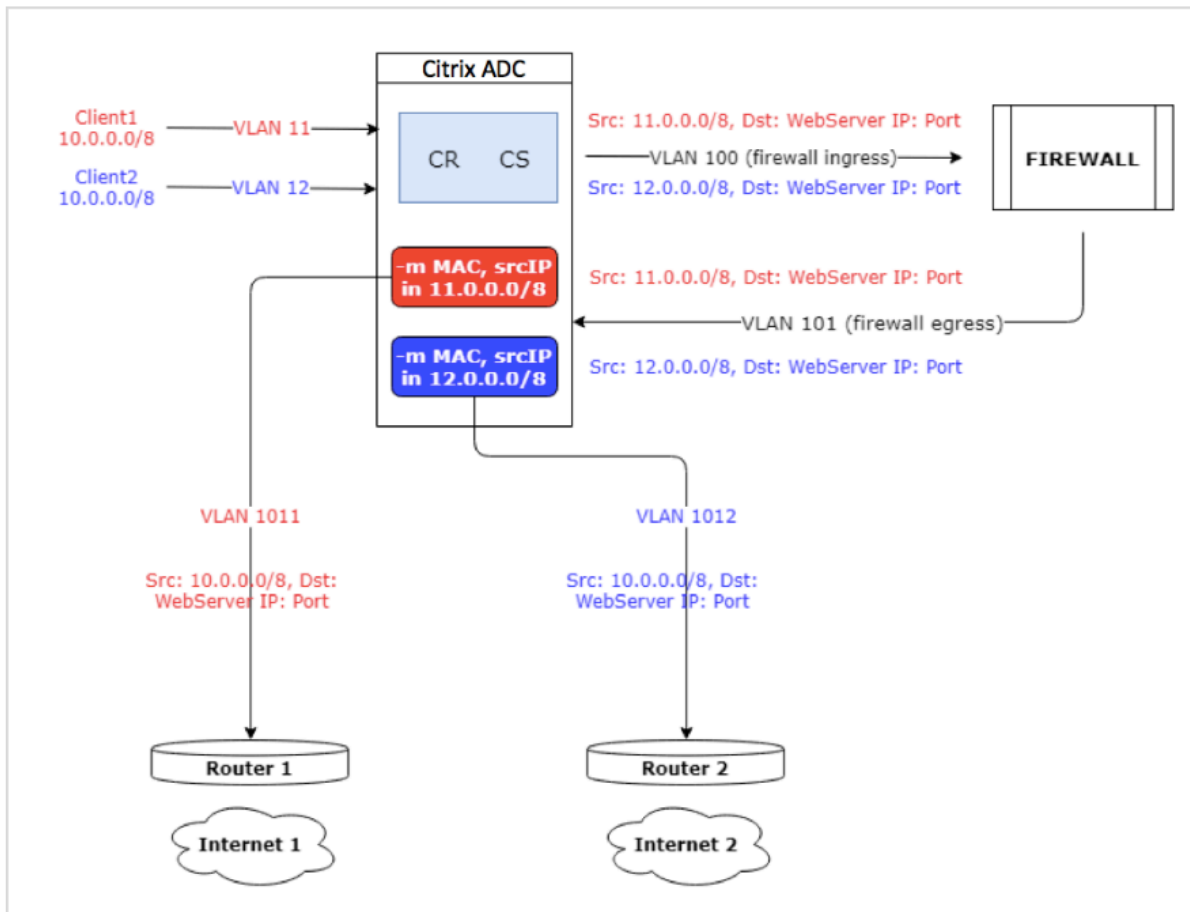 Citrix ADC
Client1
10.0.0.0/8
VLAN 11
Client2
10.0.0.0/8
VLAN 12
CR CS
Src: 11.0.0.0/8, Dst: WebServer IP: Port
VLAN 100 (firewall ingress)
Src: 12.0.0.0/8, Dst: WebServer IP: Port
FIREWALL
-m MAC, srcIP
in 11.0.0.0/8
Src: 11.0.0.0/8, Dst: WebServer IP: Port
VLAN 101 (firewall egress)
-m MAC, srcIP
in 12.0.0.0/8
Src: 12.0.0.0/8, Dst: WebServer IP: Port
VLAN 1011
Src: 10.0.0.0/8, Dst:
WebServer IP: Port
VLAN 1012
Src: 10.0.0.0/8, Dst:
WebServer IP: Port
Router 1
Internet 1
Router 2
Internet 2